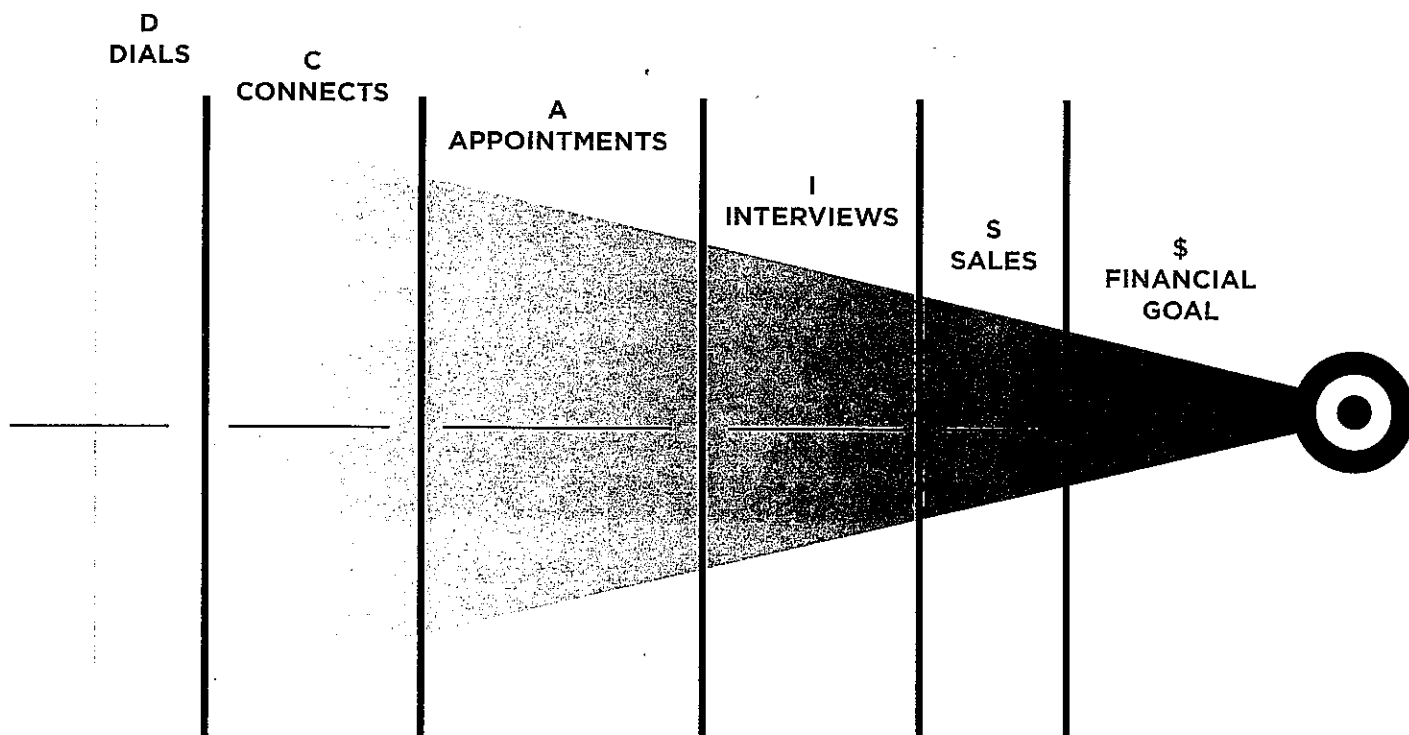 D
DIALS
C
CONNECTS
A
APPOINTMENTS
I
INTERVIEWS
S
SALES
$
FINANCIAL
GOAL